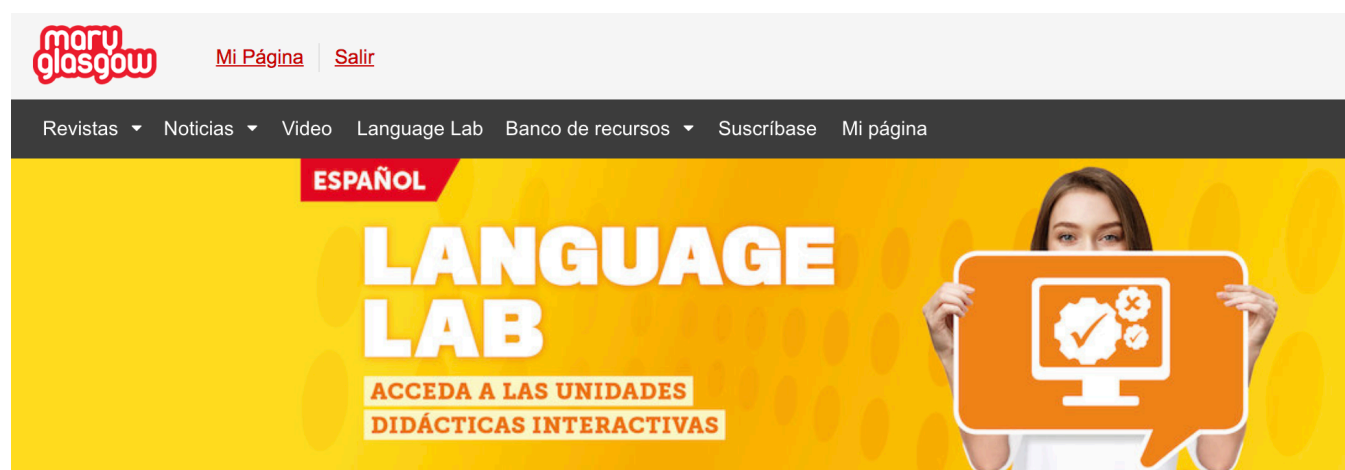 mary
glasgow
Mi Página Salir
Revistas Noticias Video Language Lab Banco de recursos Suscríbase Mi página
ESPAÑOL
LANGUAGE
LAB
ACCEDA A LAS UNIDADES
DIDÁCTICAS INTERACTIVAS